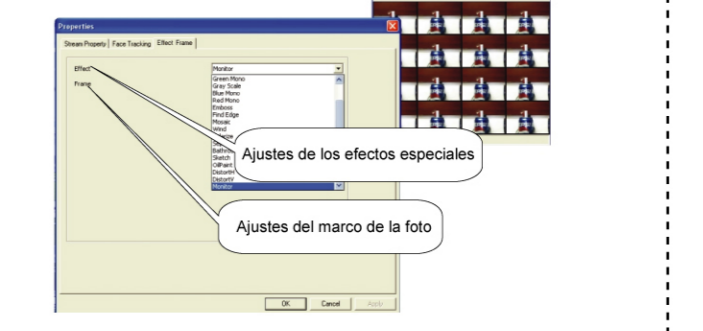 Properties
Stream Property Face Tracking Effect Frame
Effect
Monitor
Frame
Green Mono
Gray Scale
Blue Mono
Red Mono
Emboss
Find Edge
Mosaic
Wind
Ajustes de los efectos especiales
Sketch
OilPaint
DistortH
DistortV
Monitor
Ajustes del marco de la foto
OK Cancel Apply